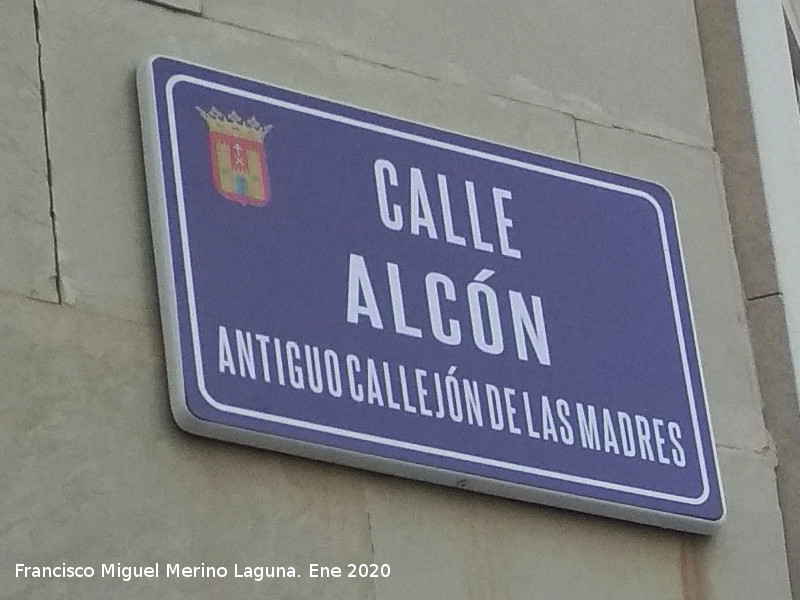 CALLE
ALCÓN
ANTIGUO CALLEJÓN DE LAS MADRES
Francisco Miguel Merino Laguna. Ene 2020